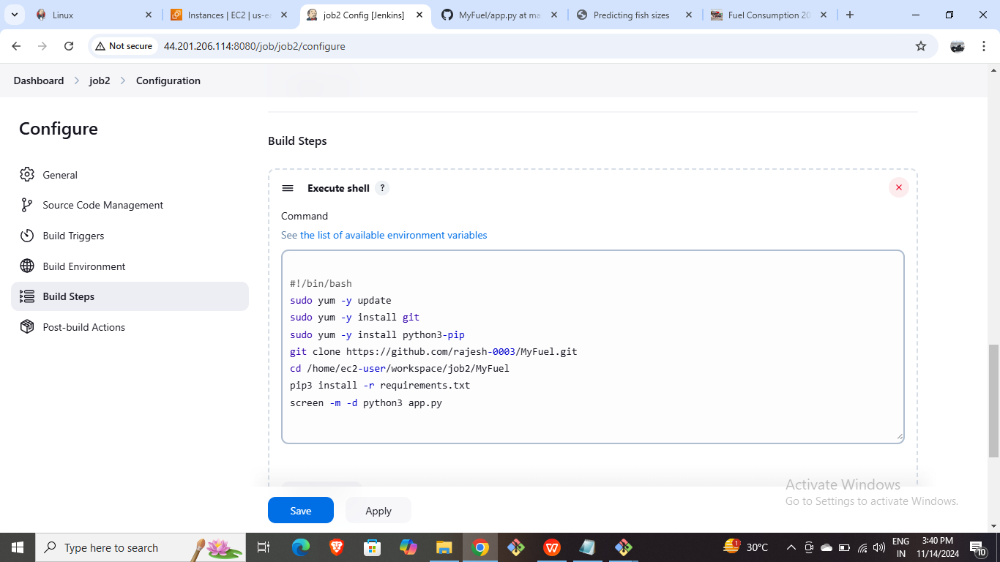 Linux
Instances | EC2 | us-ea
job2 Config [Jenkins]
MyFuel/app.py at ma
Predicting fish sizes
Fuel Consumption 20
Not secure
44.201.206.114:8080/job/job2/configure
Dashboard
job2
Configuration
Configure
General
Source Code Management
Build Triggers
Build Environment
Build Steps
Post-build Actions
Build Steps
Execute shell ?
Command
See the list of available environment variables
#!/bin/bash
sudo yum -y update
sudo yum -y install git
sudo yum -y install python3-pip
git clone https://github.com/rajesh-0003/MyFuel.git
cd /home/ec2-user/workspace/job2/MyFuel
pip3 install -r requirements.txt
screen -m -d python3 app.py
Save
Apply
Activate Windows
Go to Settings to activate Windows.
Type here to search
1
30°C
ENG
IN
3:40 PM
11/14/2024
10